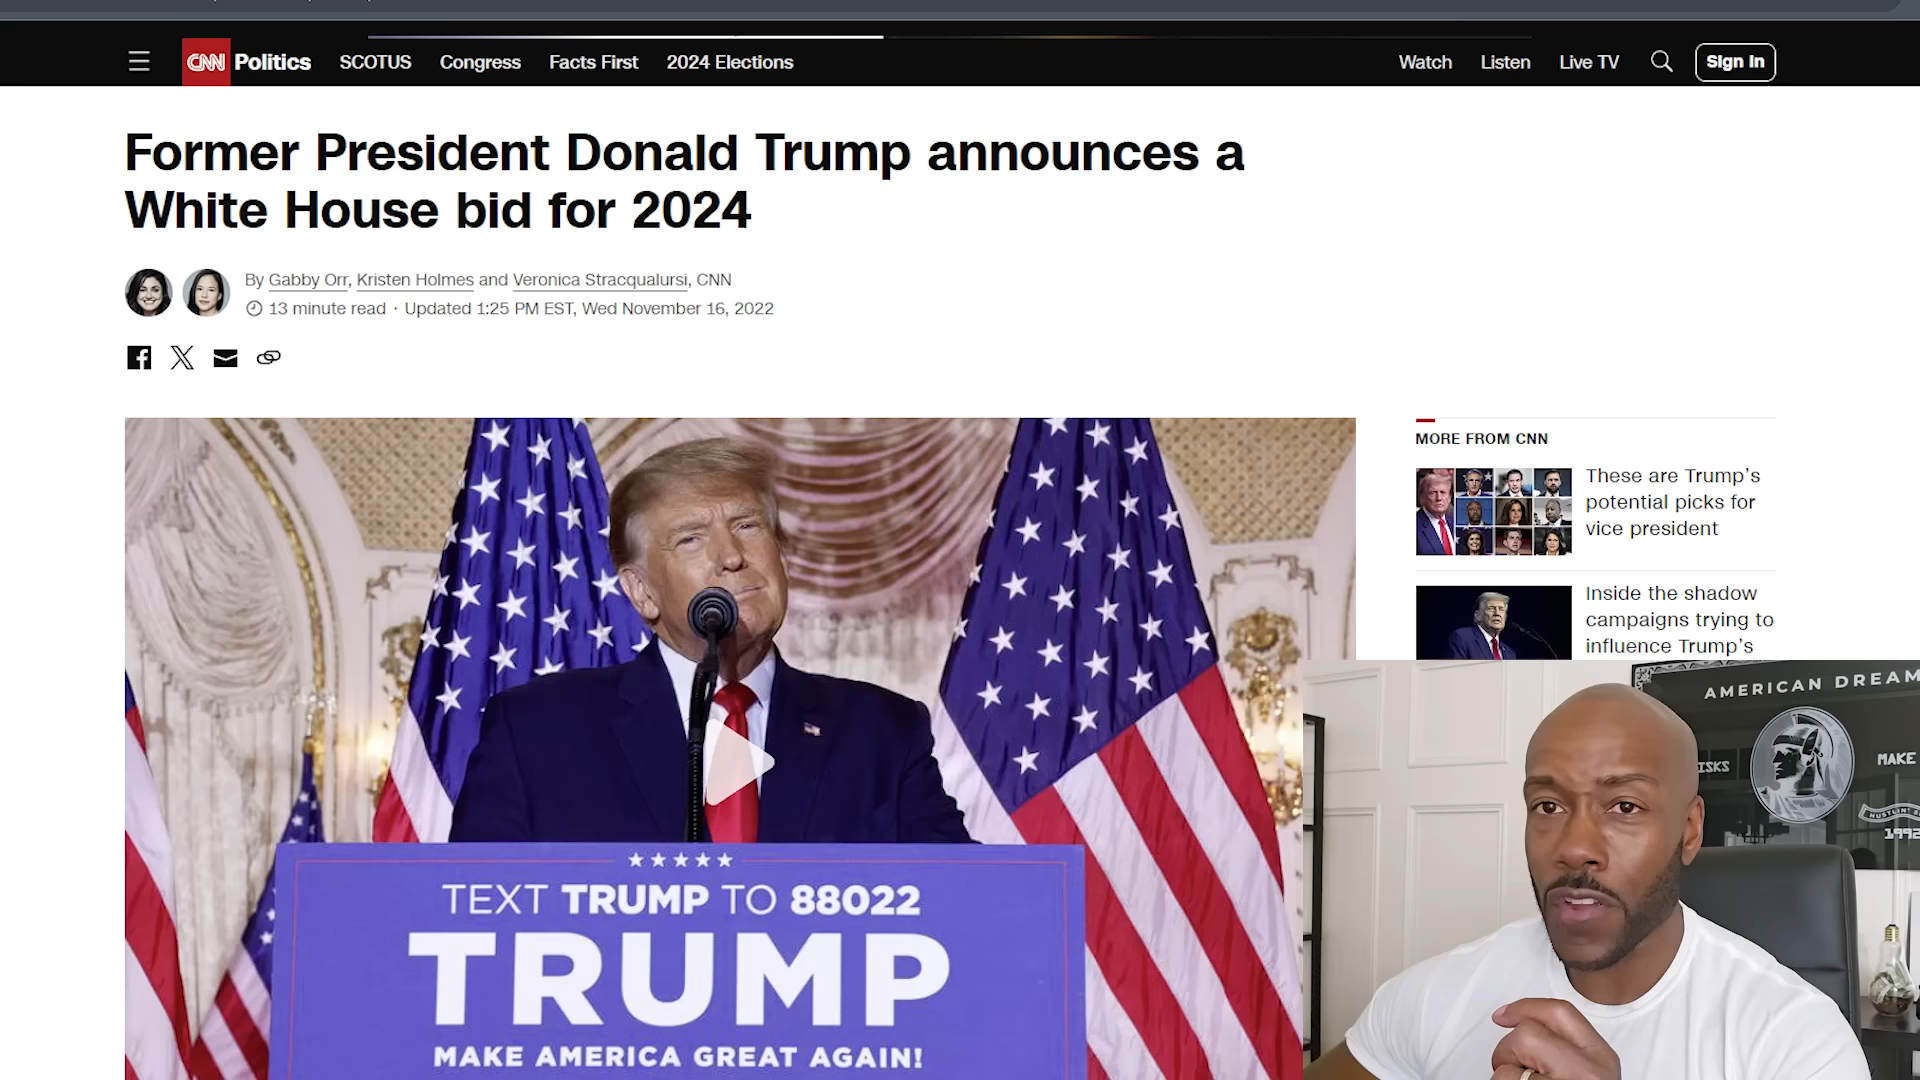 CNN Politics SCOTUS Congress Facts First 2024 Elections Watch Listen Live TV Sign In
Former President Donald Trump announces a
White House bid for 2024
By Gabby Orr, Kristen Holmes and Veronica Stracqualursi, CNN
13 minute read · Updated 1:25 PM EST, Wed November 16, 2022
MORE FROM CNN
These are Trump's
potential picks for
vice president
Inside the shadow
campaigns trying to
influence Trump's
TEXT TRUMP TO 88022
TRUMP
MAKE AMERICA GREAT AGAIN!
AMERICAN DREAM
ISKS
MAKE
1992